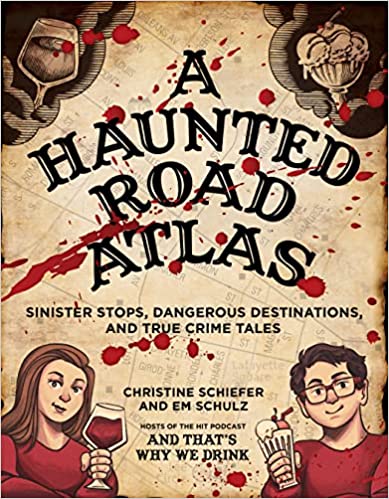 A
HAUNTED
ROAD
ATLAS
SINISTER STOPS, DANGEROUS DESTINATIONS,
AND TRUE CRIME TALES
CHRISTINE SCHIEFER
AND EM SCHULZ
HOSTS OF THE HIT PODCAST
AND THAT'S
WHY WE DRINK